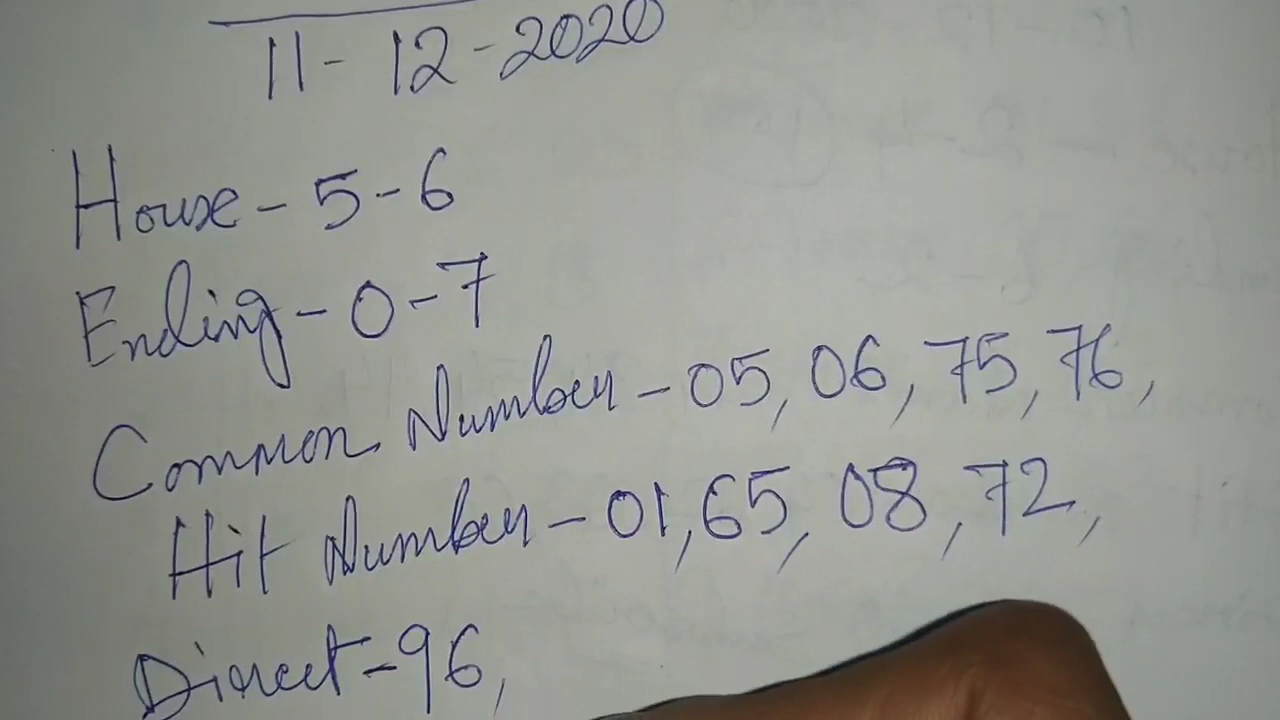 11-12-2020
House-5-6
Ending-0-7
Common Number-05, 06, 75, 76,
Hit Number-01, 65, 08, 72,
Direct-96,